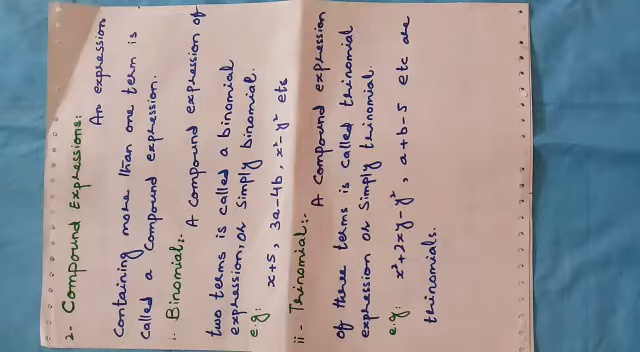 2- Compound Expressions:
An expression
Containing more than one term is
called a Compound expression.
i- Binomial:-
A compound expression of
two terms is called a binomial
expression, or Simply binomial.
e.g: x+5, 3a-4b, x²-y² etc
ii- Trinomial:-
A Compound expression
of three terms is called trinomial
expression or Simply trinomial.
e.g: x²+2xy-y², a+b-5 etc are
trinomials.